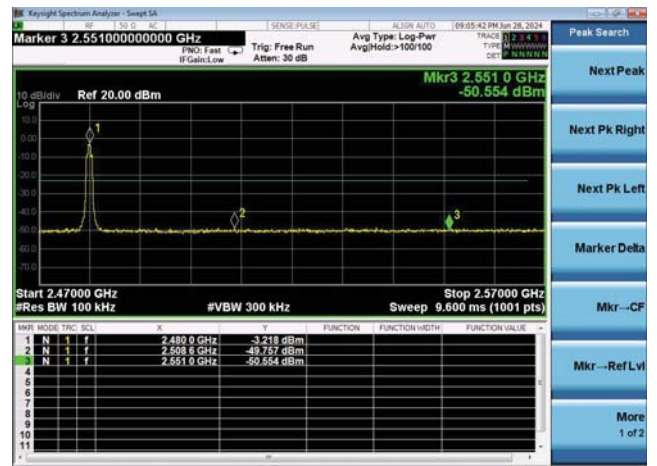 Keysight Spectrum Analyzer - Swept SA
RF 50 Ω AC SENSE:PULSE ALIGN AUTO 09:05:42 PM Jun 28, 2024
Marker 3 2.551000000000 GHz
PNO: Fast
IFGain:Low
Trig: Free Run
Atten: 30 dB
Avg Type: Log-Pwr
Avg|Hold:>100/100
TRACE 1 2 3 4 5 6
TYPE M WWWWW
DET P N N N N N
Peak Search
Mkr3 2.551 0 GHz
-50.554 dBm
10 dB/div Ref 20.00 dBm
Log
10.0
0.00
-10.0
-20.0
-30.0
-40.0
-50.0
-60.0
-70.0
1
2
3
Start 2.47000 GHz
Stop 2.57000 GHz
#Res BW 100 kHz
#VBW 300 kHz
Sweep 9.600 ms (1001 pts)
MKR MODE TRC SCL X Y FUNCTION FUNCTION WIDTH FUNCTION VALUE
1 N 1 f 2.480 0 GHz -3.218 dBm
2 N 1 f 2.508 6 GHz -49.757 dBm
3 N 1 f 2.551 0 GHz -50.554 dBm
4
5
6
7
8
9
10
11
Next Peak
Next Pk Right
Next Pk Left
Marker Delta
Mkr→CF
Mkr→Ref Lvl
More
1 of 2